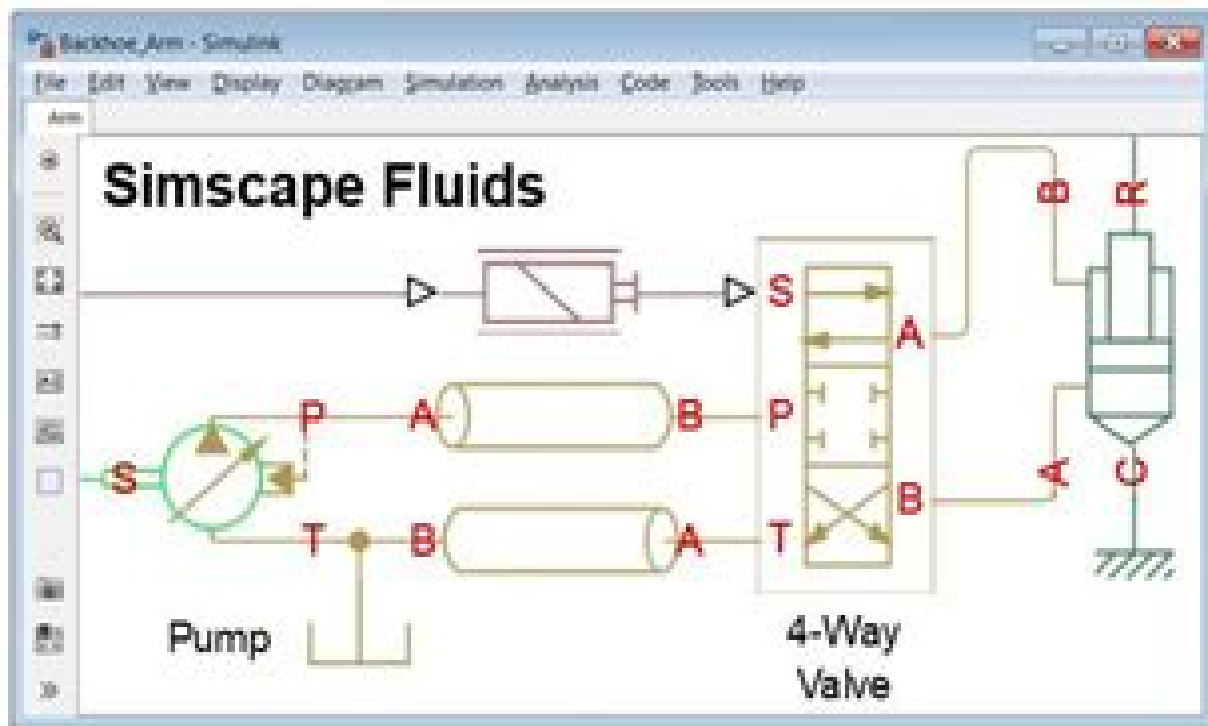 Backhoe_Arm - Simulink
File Edit View Display Diagram Simulation Analysis Code Tools Help
Arm
Simscape Fluids
B R
S
A
P A B P
S
B A C
T B A T
Pump
4-Way
Valve